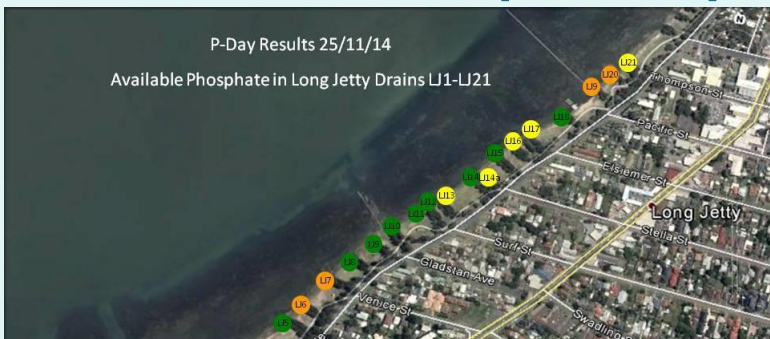 P-Day Results 25/11/14
Available Phosphate in Long Jetty Drains LJ1-LJ21
LJ21
LJ20
LJ9
Thompson St
LJ18
Pacific St
LJ17
LJ16
LJ15
Elsiemer St
LJ14
LJ14a
LJ13
Long Jetty
LJ12
LJ11
Stella St
LJ10
Surf St
LJ9
Gladstan Ave
LJ8
LJ7
Venice St
LJ6
Swadling
LJ5